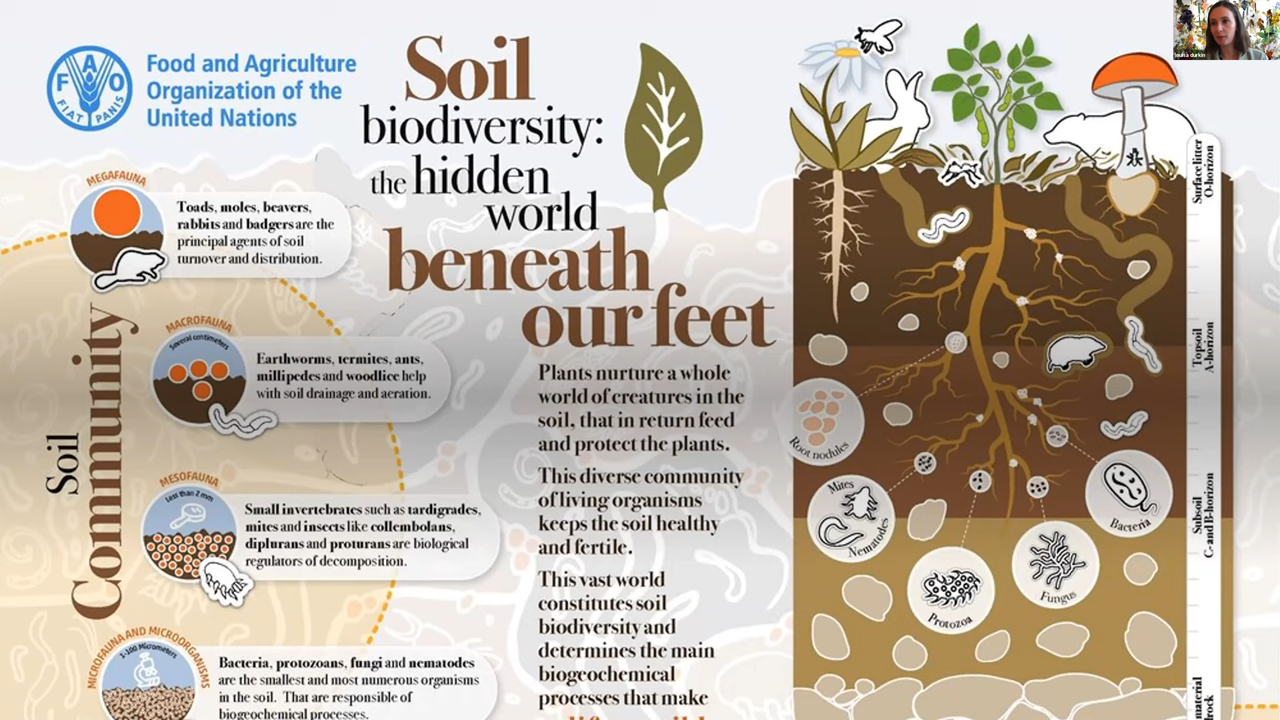 FAO
FIAT PANIS
Food and Agriculture
Organization of the
United Nations
Soil
biodiversity:
the hidden
world
beneath
our feet
Plants nurture a whole
world of creatures in the
soil, that in return feed
and protect the plants.
This diverse community
of living organisms
keeps the soil healthy
and fertile.
This vast world
constitutes soil
biodiversity and
determines the main
biogeochemical
processes that make
Soil
Community
MEGAFAUNA
Toads, moles, beavers,
rabbits and badgers are the
principal agents of soil
turnover and distribution.
MACROFAUNA
Several centimeters
Earthworms, termites, ants,
millipedes and woodlice help
with soil drainage and aeration.
MESOFAUNA
Less than 2 mm
Small invertebrates such as tardigrades,
mites and insects like collembolans,
diplurans and proturans are biological
regulators of decomposition.
MICROFAUNA AND MICROORGANISMS
1-100 Micrometers
Bacteria, protozoans, fungi and nematodes
are the smallest and most numerous organisms
in the soil. That are responsible of
biogeochemical processes.
Surface litter
O-horizon
Topsoil
A-horizon
Subsoil
C- and B-horizon
material
rock
Root nodules
Mites
Nematodes
Protozoa
Fungus
Bacteria
louisa durkin